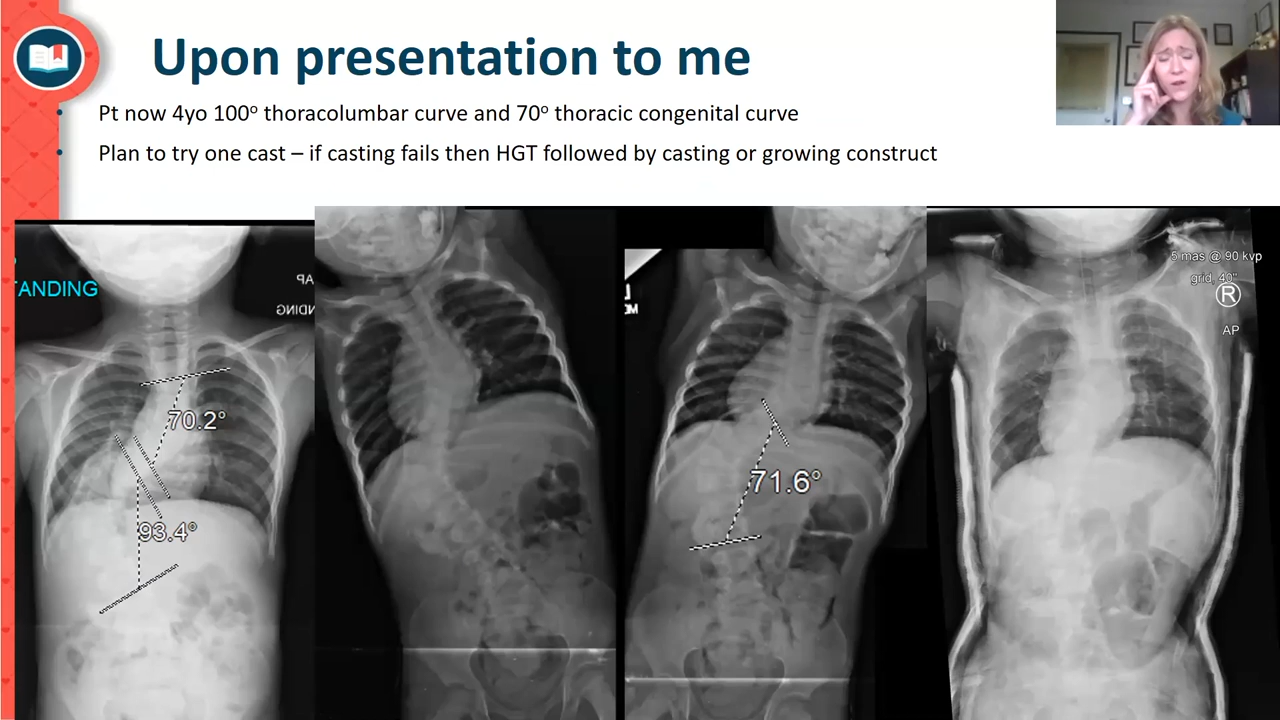 Upon presentation to me
• Pt now 4yo 100° thoracolumbar curve and 70° thoracic congenital curve
• Plan to try one cast – if casting fails then HGT followed by casting or growing construct
TANDING
AP
NDING
70.2°
93.4°
71.6°
5 mas @ 90 kvp
grid, 40"
R
AP